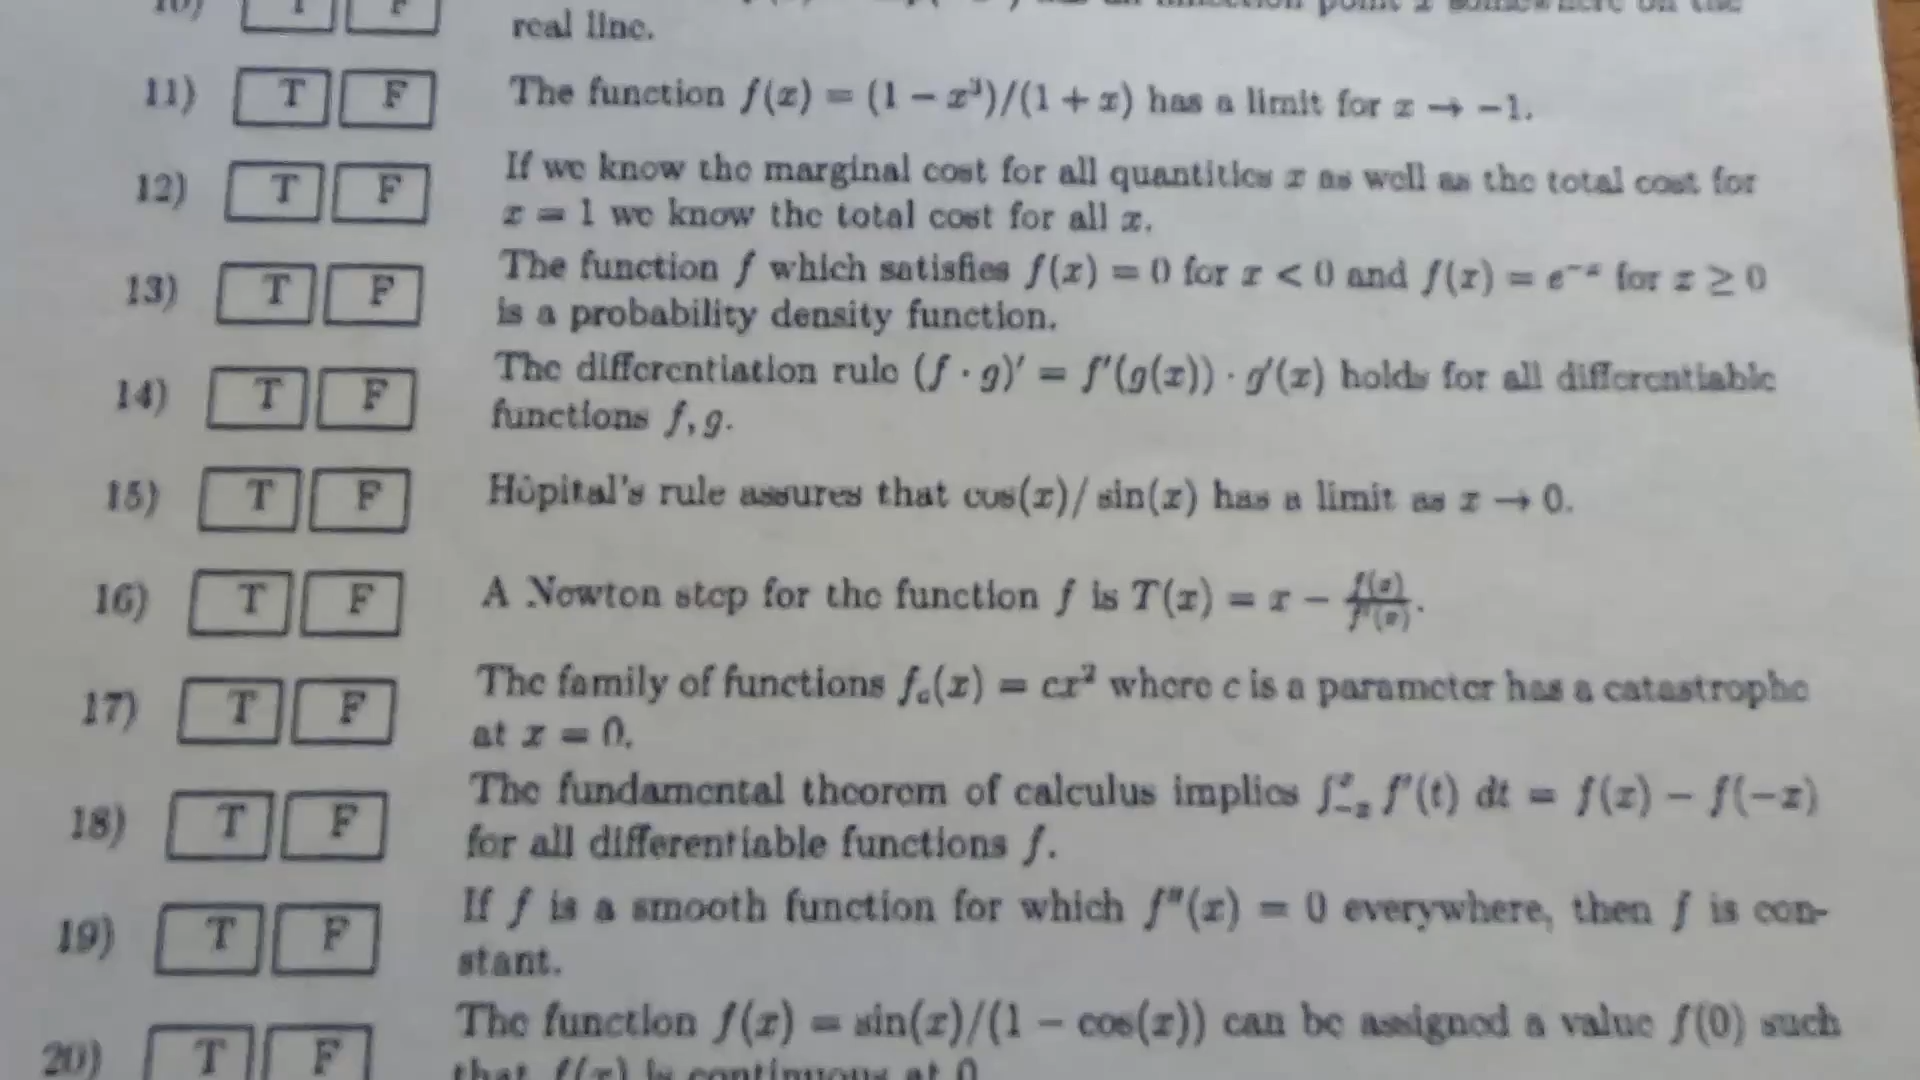 10) T F
real line.
11) T F The function f(x) = (1 − x³)/(1 + x) has a limit for x → −1.
12) T F If we know the marginal cost for all quantities x as well as the total cost for
x = 1 we know the total cost for all x.
13) T F The function f which satisfies f(x) = 0 for x < 0 and f(x) = e^{−x} for x ≥ 0
is a probability density function.
14) T F The differentiation rule (f · g)′ = f′(g(x)) · g′(x) holds for all differentiable
functions f, g.
15) T F Hôpital's rule assures that cos(x)/ sin(x) has a limit as x → 0.
16) T F A Newton step for the function f is T(x) = x − f(x)/f′(x).
17) T F The family of functions f_c(x) = cx² where c is a parameter has a catastrophe
at x = 0.
18) T F The fundamental theorem of calculus implies ∫_{−x}^{x} f′(t) dt = f(x) − f(−x)
for all differentiable functions f.
19) T F If f is a smooth function for which f″(x) = 0 everywhere, then f is con-
stant.
20) T F The function f(x) = sin(x)/(1 − cos(x)) can be assigned a value f(0) such
that f(x) is continuous at 0